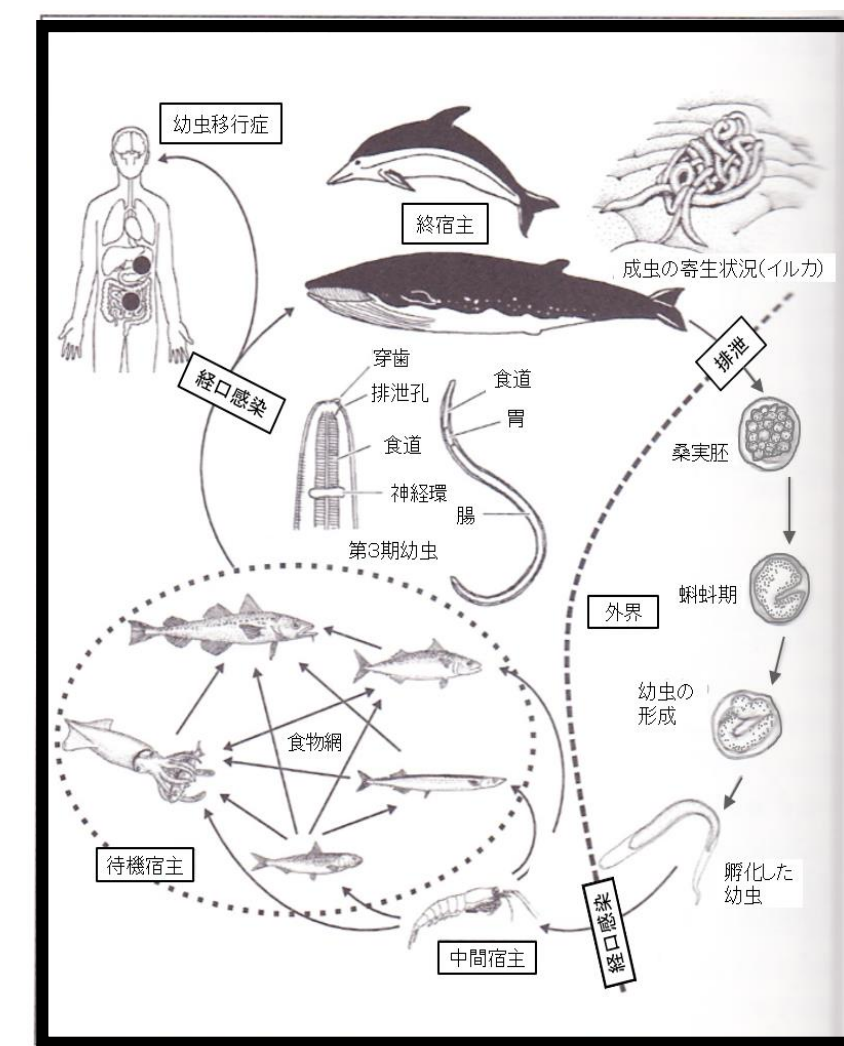 幼虫移行症
終宿主
成虫の寄生状況(イルカ)
排泄
経口感染
穿歯
排泄孔
食道
神経環
第3期幼虫
食道
胃
腸
桑実胚
外界
蝌蚪期
幼虫の
形成
食物網
待機宿主
中間宿主
経口感染
孵化した
幼虫